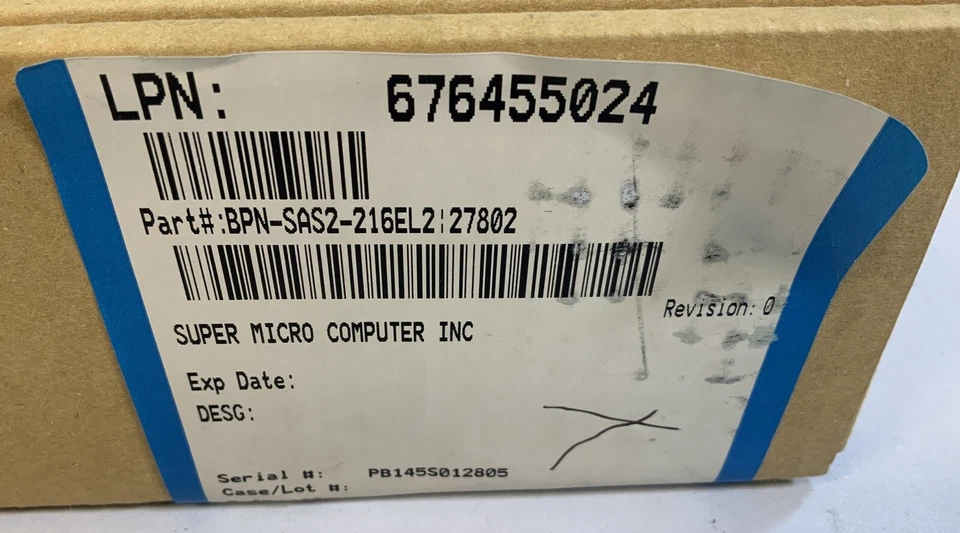 LPN: 676455024
Part#:BPN-SAS2-216EL2¦27802
Revision: 0
SUPER MICRO COMPUTER INC
Exp Date:
DESG:
Serial #: PB145S012805
Case/Lot #: